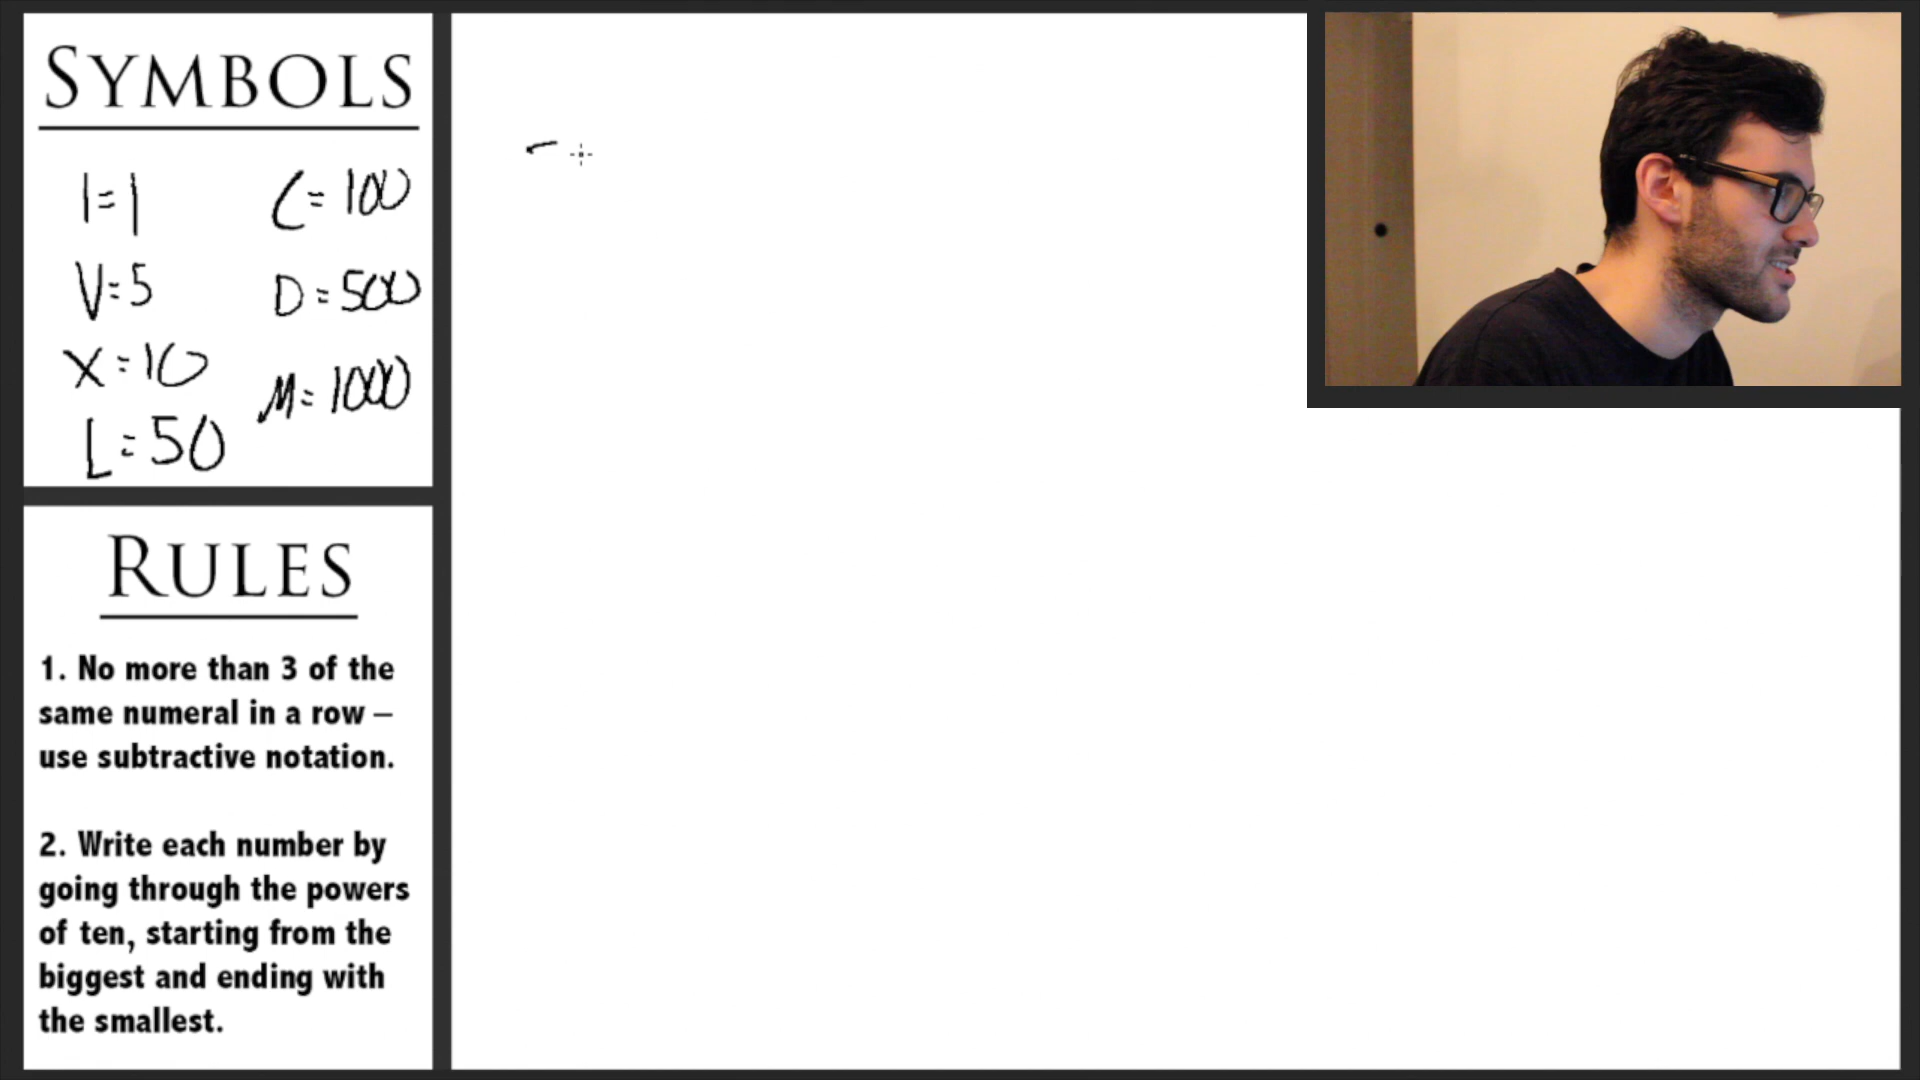 SYMBOLS
I=1
C=100
V=5
D=500
X=10
M=1000
L=50
RULES
1. No more than 3 of the
same numeral in a row –
use subtractive notation.
2. Write each number by
going through the powers
of ten, starting from the
biggest and ending with
the smallest.